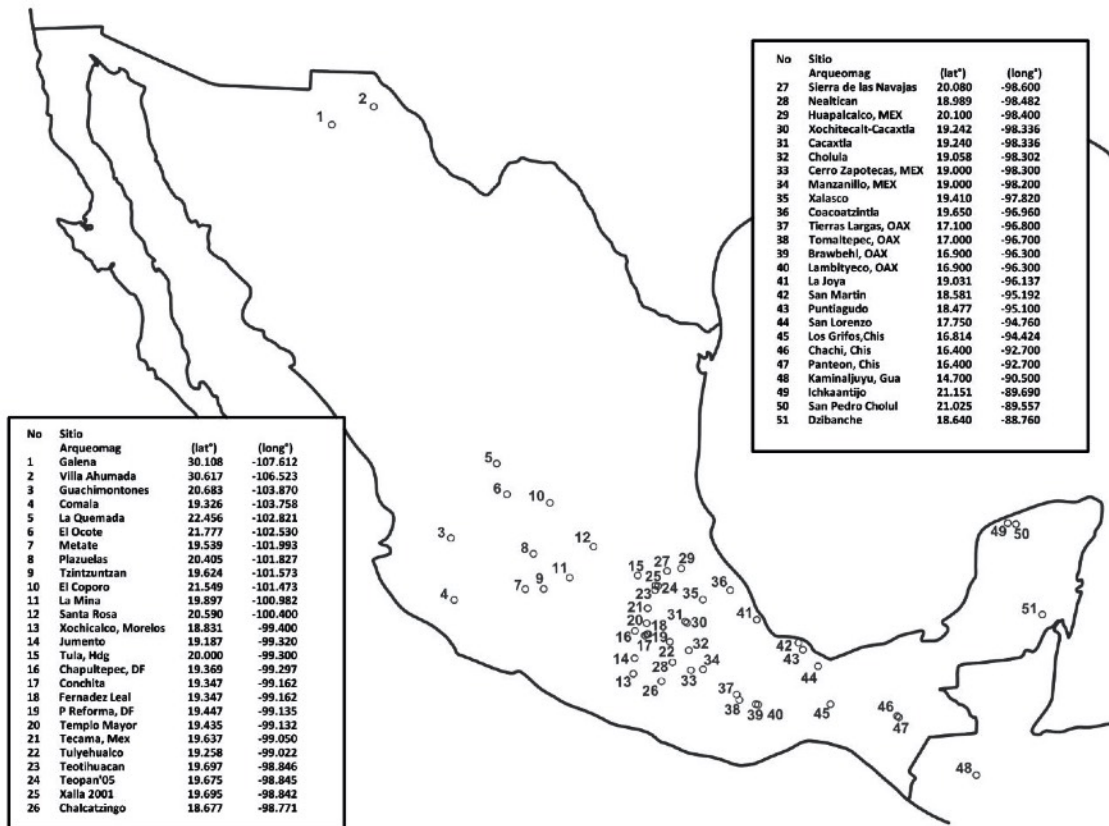 No Sitio
Arqueomag (lat°) (long°)
27 Sierra de las Navajas 20.080 -98.600
28 Nealtican 18.989 -98.482
29 Huapalcalco, MEX 20.100 -98.400
30 Xochitecalt-Cacaxtla 19.242 -98.336
31 Cacaxtla 19.240 -98.336
32 Cholula 19.058 -98.302
33 Cerro Zapotecas, MEX 19.000 -98.300
34 Manzanillo, MEX 19.000 -98.200
35 Xalasco 19.410 -97.820
36 Coacoatzintla 19.650 -96.960
37 Tierras Largas, OAX 17.100 -96.800
38 Tomaltepec, OAX 17.000 -96.700
39 Brawbehl, OAX 16.900 -96.300
40 Lambityeco, OAX 16.900 -96.300
41 La Joya 19.031 -96.137
42 San Martin 18.581 -95.192
43 Puntiagudo 18.477 -95.100
44 San Lorenzo 17.750 -94.760
45 Los Grifos,Chis 16.814 -94.424
46 Chachi, Chis 16.400 -92.700
47 Panteon, Chis 16.400 -92.700
48 Kaminaljuyu, Gua 14.700 -90.500
49 Ichkaantijo 21.151 -89.690
50 San Pedro Cholul 21.025 -89.557
51 Dzibanche 18.640 -88.760
2
1
5
6
10
3
12
8
11
7
9
4
15
27
29
25
24
23
36
35
21
31
30
20
18
41
16
17
19
32
22
14
28
34
13
26
33
42
43
44
37
38
39
40
45
46
47
48
49
50
51
No Sitio
Arqueomag (lat°) (long°)
1 Galena 30.108 -107.612
2 Villa Ahumada 30.617 -106.523
3 Guachimontones 20.683 -103.870
4 Comala 19.326 -103.758
5 La Quemada 22.456 -102.821
6 El Ocote 21.777 -102.530
7 Metate 19.539 -101.993
8 Plazuelas 20.405 -101.827
9 Tzintzuntzan 19.624 -101.573
10 El Coporo 21.549 -101.473
11 La Mina 19.897 -100.982
12 Santa Rosa 20.590 -100.400
13 Xochicalco, Morelos 18.831 -99.400
14 Jumento 19.187 -99.320
15 Tula, Hdg 20.000 -99.300
16 Chapultepec, DF 19.369 -99.297
17 Conchita 19.347 -99.162
18 Fernadez Leal 19.347 -99.162
19 P Reforma, DF 19.447 -99.135
20 Templo Mayor 19.435 -99.132
21 Tecama, Mex 19.637 -99.050
22 Tulyehualco 19.258 -99.022
23 Teotihuacan 19.697 -98.846
24 Teopan'05 19.675 -98.845
25 Xalla 2001 19.695 -98.842
26 Chalcatzingo 18.677 -98.771